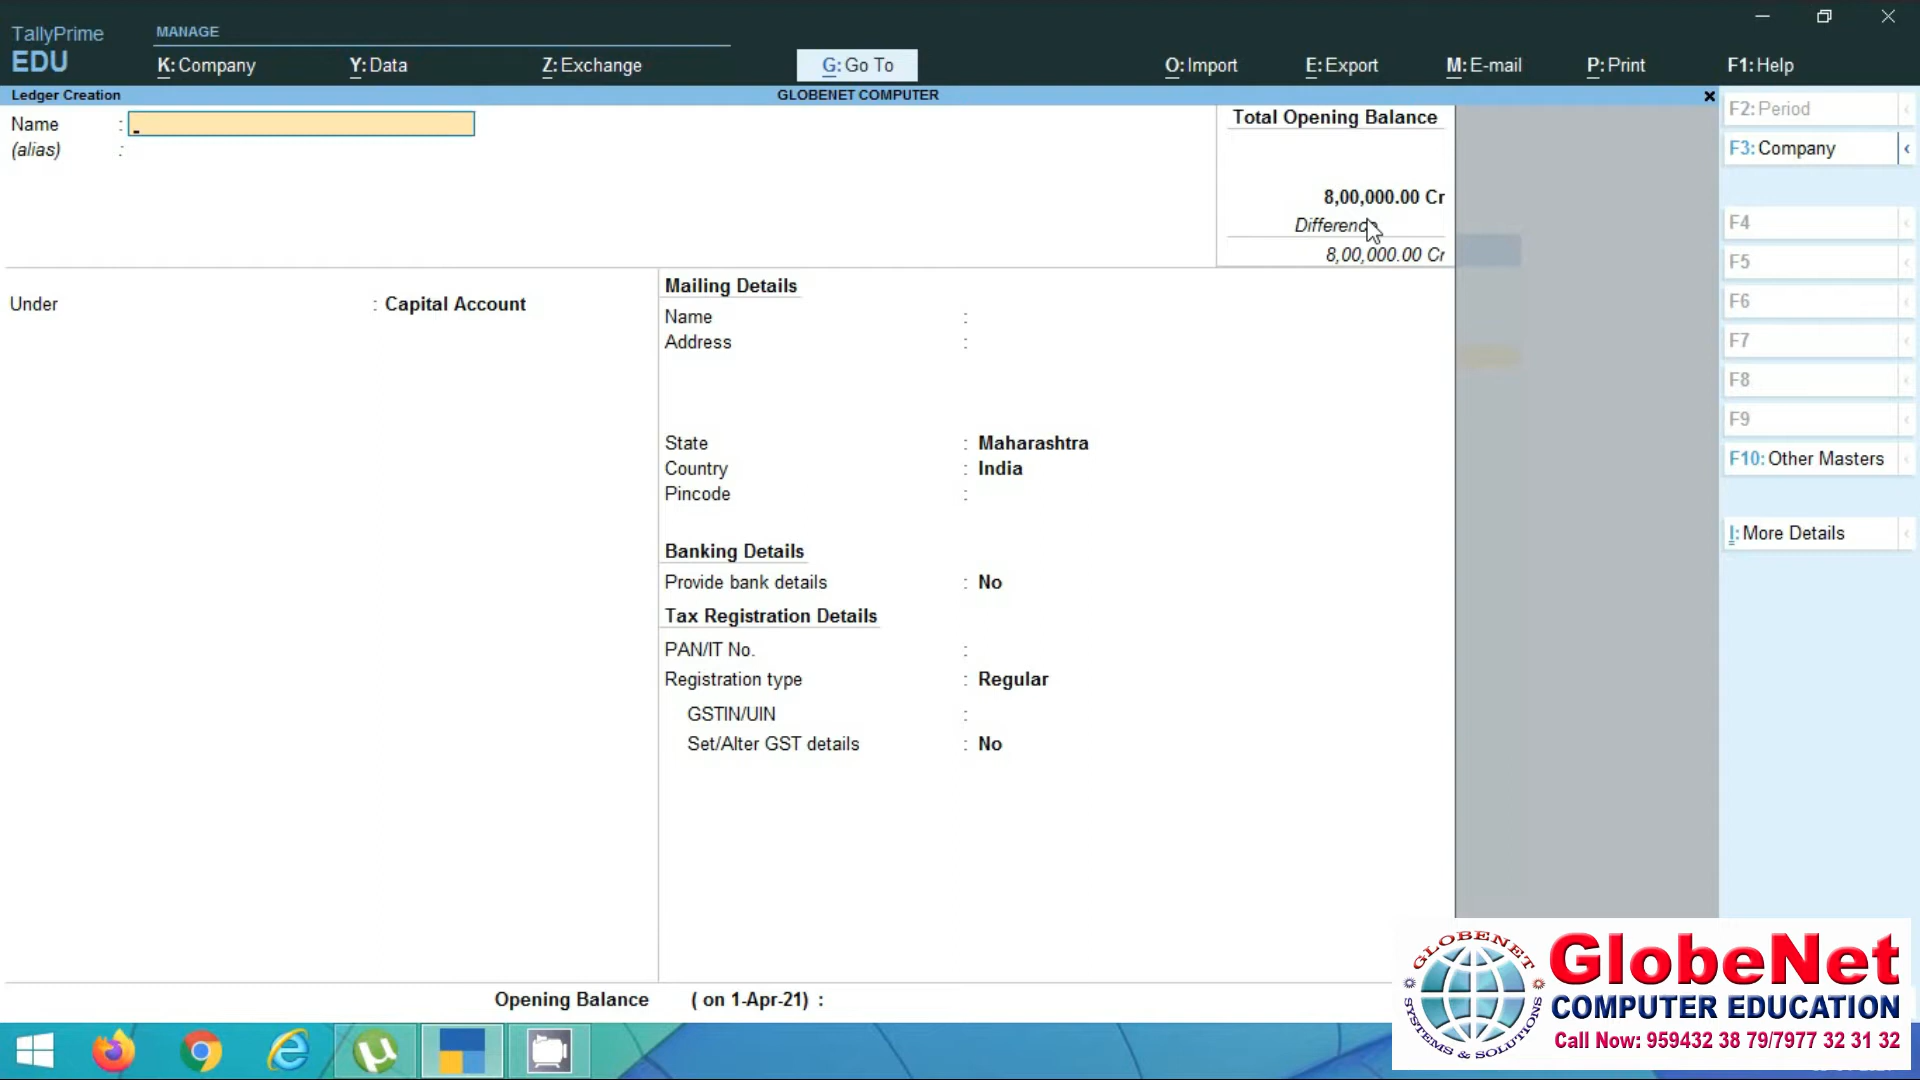 TallyPrime
EDU
MANAGE
K: Company
Y: Data
Z: Exchange
G: Go To
O: Import
E: Export
M: E-mail
P: Print
F1: Help
Ledger Creation
GLOBENET COMPUTER
Name :
(alias) :
Total Opening Balance
8,00,000.00 Cr
Difference
8,00,000.00 Cr
Under : Capital Account
Mailing Details
Name :
Address :
State : Maharashtra
Country : India
Pincode :
Banking Details
Provide bank details : No
Tax Registration Details
PAN/IT No. :
Registration type : Regular
GSTIN/UIN :
Set/Alter GST details : No
Opening Balance ( on 1-Apr-21) :
F2: Period
F3: Company
F4
F5
F6
F7
F8
F9
F10: Other Masters
I: More Details
GLOBENET
SYSTEMS & SOLUTIONS
GlobeNet
COMPUTER EDUCATION
Call Now: 959432 38 79/7977 32 31 32